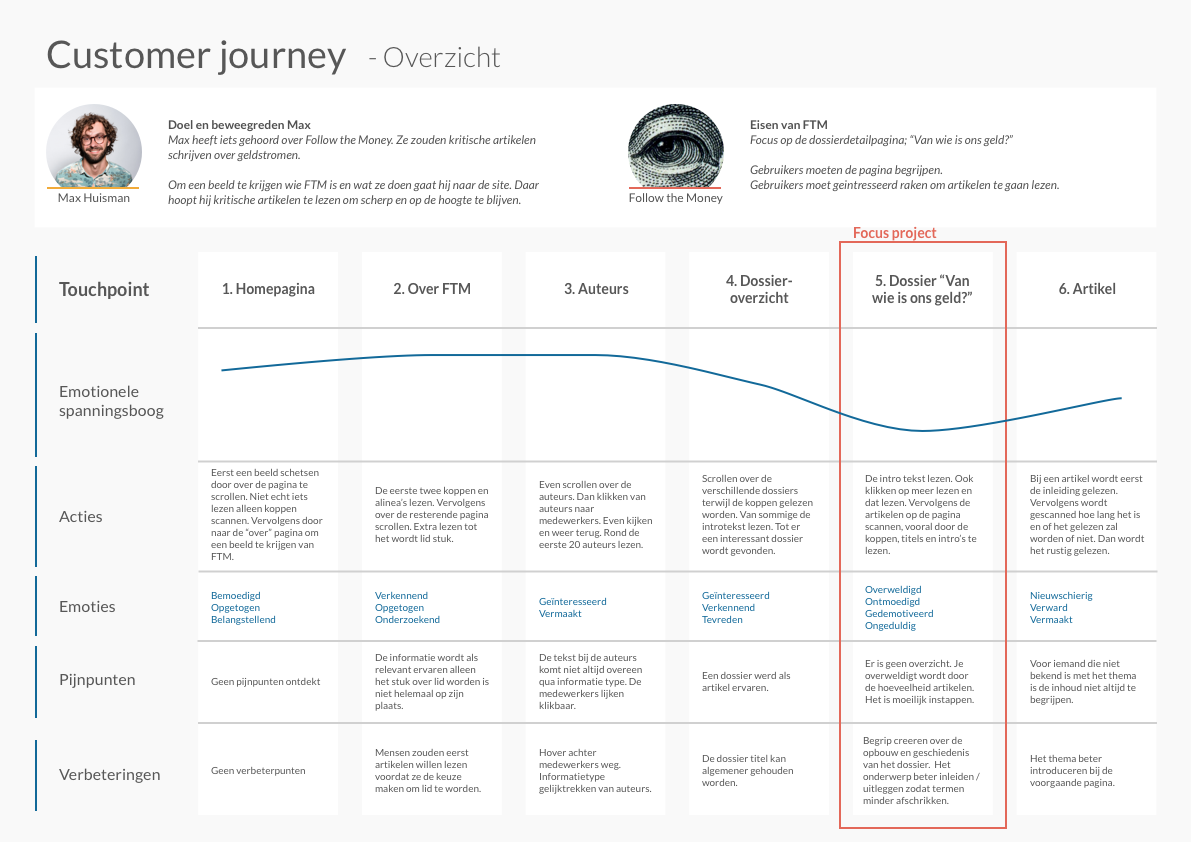 Customer journey - Overzicht
Doel en beweegreden Max
Max heeft iets gehoord over Follow the Money. Ze zouden kritische artikelen
schrijven over geldstromen.
Om een beeld te krijgen wie FTM is en wat ze doen gaat hij naar de site. Daar
hoopt hij kritische artikelen te lezen om scherp en op de hoogte te blijven.
Max Huisman
Eisen van FTM
Focus op de dossierdetailpagina; “Van wie is ons geld?”
Gebruikers moeten de pagina begrijpen.
Gebruikers moet geintresseerd raken om artikelen te gaan lezen.
Follow the Money
Focus project
Touchpoint
1. Homepagina
2. Over FTM
3. Auteurs
4. Dossier-
overzicht
5. Dossier “Van
wie is ons geld?”
6. Artikel
Emotionele
spanningsboog
Acties
Eerst een beeld schetsen
door over de pagina te
scrollen. Niet echt iets
lezen alleen koppen
scannen. Vervolgens door
naar de “over” pagina om
een beeld te krijgen van
FTM.
De eerste twee koppen en
alinea’s lezen. Vervolgens
over de resterende pagina
scrollen. Extra lezen tot
het wordt lid stuk.
Even scrollen over de
auteurs. Dan klikken van
auteurs naar
medewerkers. Even kijken
en weer terug. Rond de
eerste 20 auteurs lezen.
Scrollen over de
verschillende dossiers
terwijl de koppen gelezen
worden. Van sommige de
introtekst lezen. Tot er
een interessant dossier
wordt gevonden.
De intro tekst lezen. Ook
klikken op meer lezen en
dat lezen. Vervolgens de
artikelen op de pagina
scannen, vooral door de
koppen, titels en intro’s te
lezen.
Bij een artikel wordt eerst
de inleiding gelezen.
Vervolgens wordt
gescanned hoe lang het is
en of het gelezen zal
worden of niet. Dan wordt
het rustig gelezen.
Emoties
Bemoedigd
Opgetogen
Belangstellend
Verkennend
Opgetogen
Onderzoekend
Geïnteresseerd
Vermaakt
Geïnteresseerd
Verkennend
Tevreden
Overweldigd
Ontmoedigd
Gedemotiveerd
Ongeduldig
Nieuwschierig
Verward
Vermaakt
Pijnpunten
Geen pijnpunten ontdekt
De informatie wordt als
relevant ervaren alleen
het stuk over lid worden is
niet helemaal op zijn
plaats.
De tekst bij de auteurs
komt niet altijd overeen
qua informatie type. De
medewerkers lijken
klikbaar.
Een dossier werd als
artikel ervaren.
Er is geen overzicht. Je
overweldigt wordt door
de hoeveelheid artikelen.
Het is moeilijk instappen.
Voor iemand die niet
bekend is met het thema
is de inhoud niet altijd te
begrijpen.
Verbeteringen
Geen verbeterpunten
Mensen zouden eerst
artikelen willen lezen
voordat ze de keuze
maken om lid te worden.
Hover achter
medewerkers weg.
Informatietype
gelijktrekken van auteurs.
De dossier titel kan
algemener gehouden
worden.
Begrip creeren over de
opbouw en geschiedenis
van het dossier. Het
onderwerp beter inleiden /
uitleggen zodat termen
minder afschrikken.
Het thema beter
introduceren bij de
voorgaande pagina.